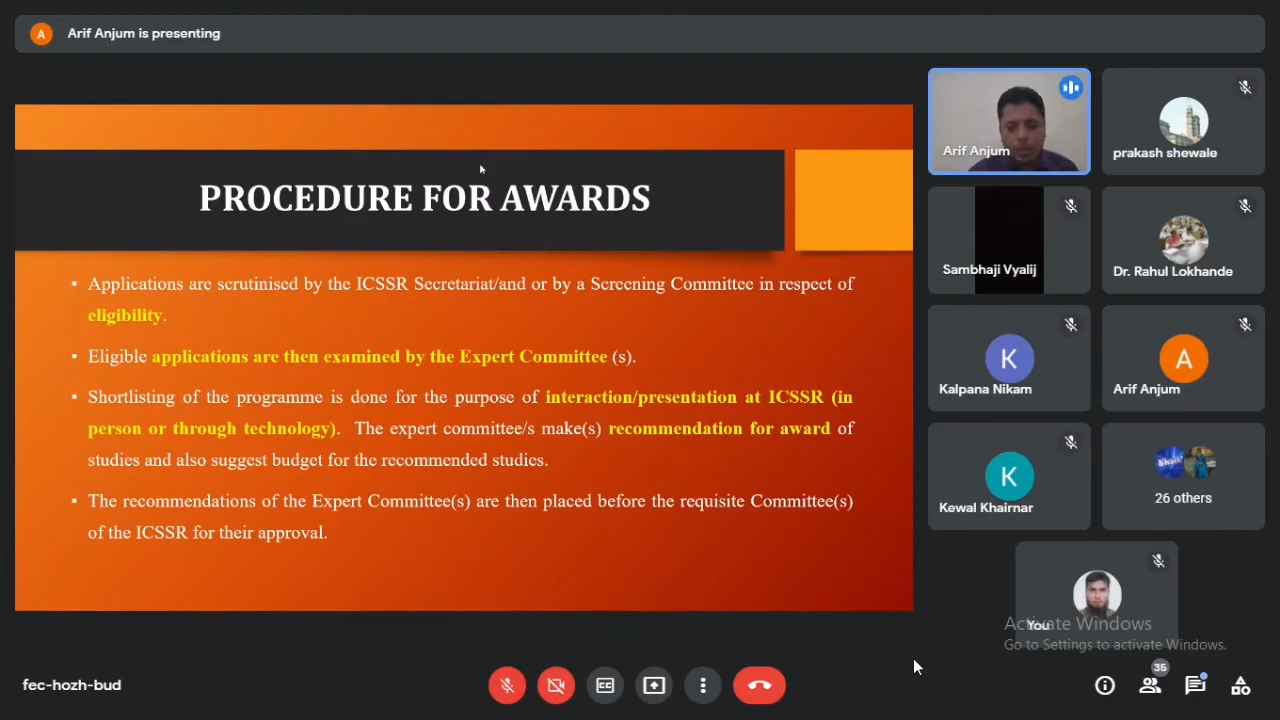 A
Arif Anjum is presenting
PROCEDURE FOR AWARDS
• Applications are scrutinised by the ICSSR Secretariat/and or by a Screening Committee in respect of
eligibility.
• Eligible applications are then examined by the Expert Committee (s).
• Shortlisting of the programme is done for the purpose of interaction/presentation at ICSSR (in
person or through technology). The expert committee/s make(s) recommendation for award of
studies and also suggest budget for the recommended studies.
• The recommendations of the Expert Committee(s) are then placed before the requisite Committee(s)
of the ICSSR for their approval.
Arif Anjum
prakash shewale
Sambhaji Vyalij
Dr. Rahul Lokhande
K
Kalpana Nikam
A
Arif Anjum
K
Kewal Khairnar
26 others
You
Activate Windows
Go to Settings to activate Windows.
fec-hozh-bud
CC
35